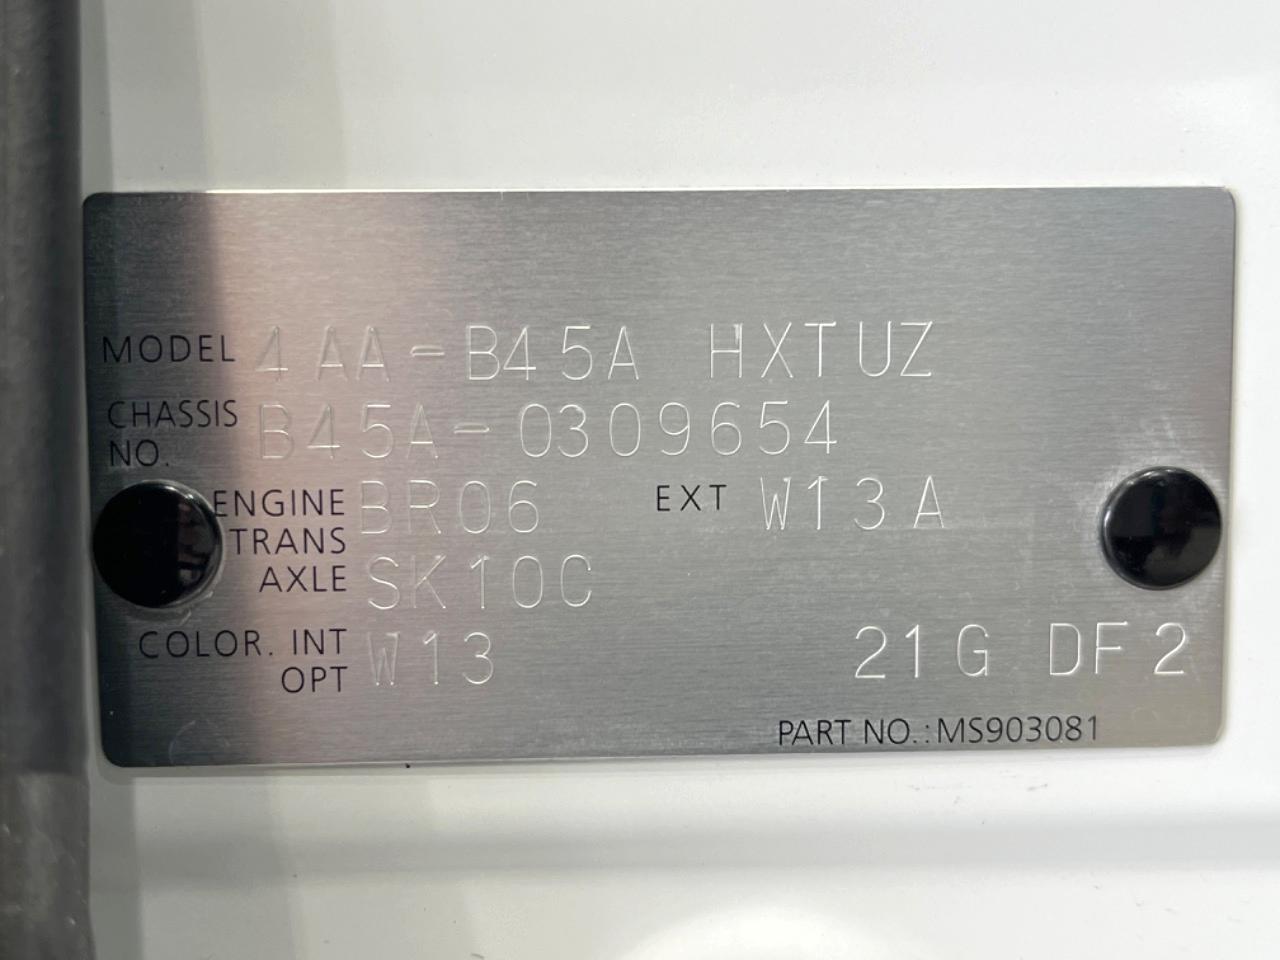 MODEL 4AA-B45A HXTUZ
CHASSIS NO. B45A-0309654
ENGINE BR06 EXT W13A
TRANS AXLE SK10C
COLOR. INT OPT W13 21G DF2
PART NO.:MS903081